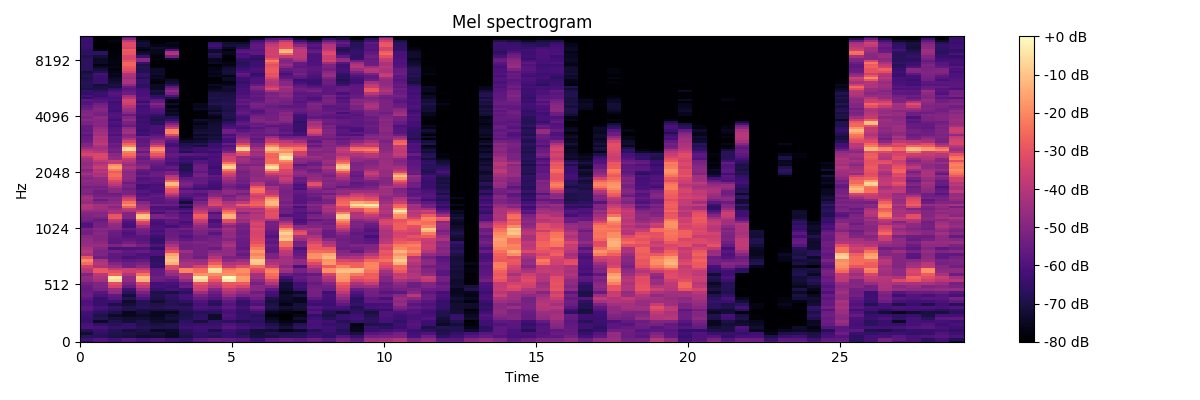 Mel spectrogram
8192
4096
2048
1024
512
0
Hz
0 5 10 15 20 25
Time
+0 dB
-10 dB
-20 dB
-30 dB
-40 dB
-50 dB
-60 dB
-70 dB
-80 dB